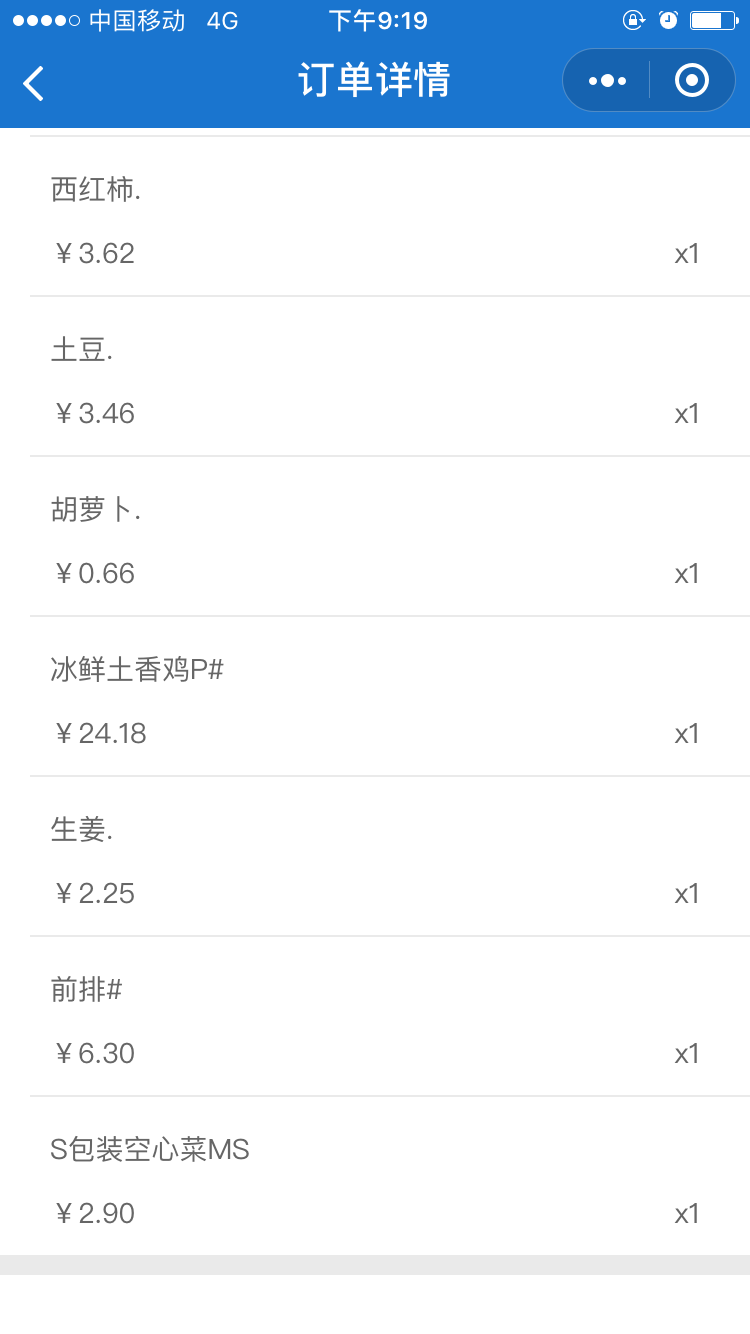 中国移动 4G 下午9:19
订单详情
西红柿.
￥3.62 x1
土豆.
￥3.46 x1
胡萝卜.
￥0.66 x1
冰鲜土香鸡P#
￥24.18 x1
生姜.
￥2.25 x1
前排#
￥6.30 x1
S包装空心菜MS
￥2.90 x1